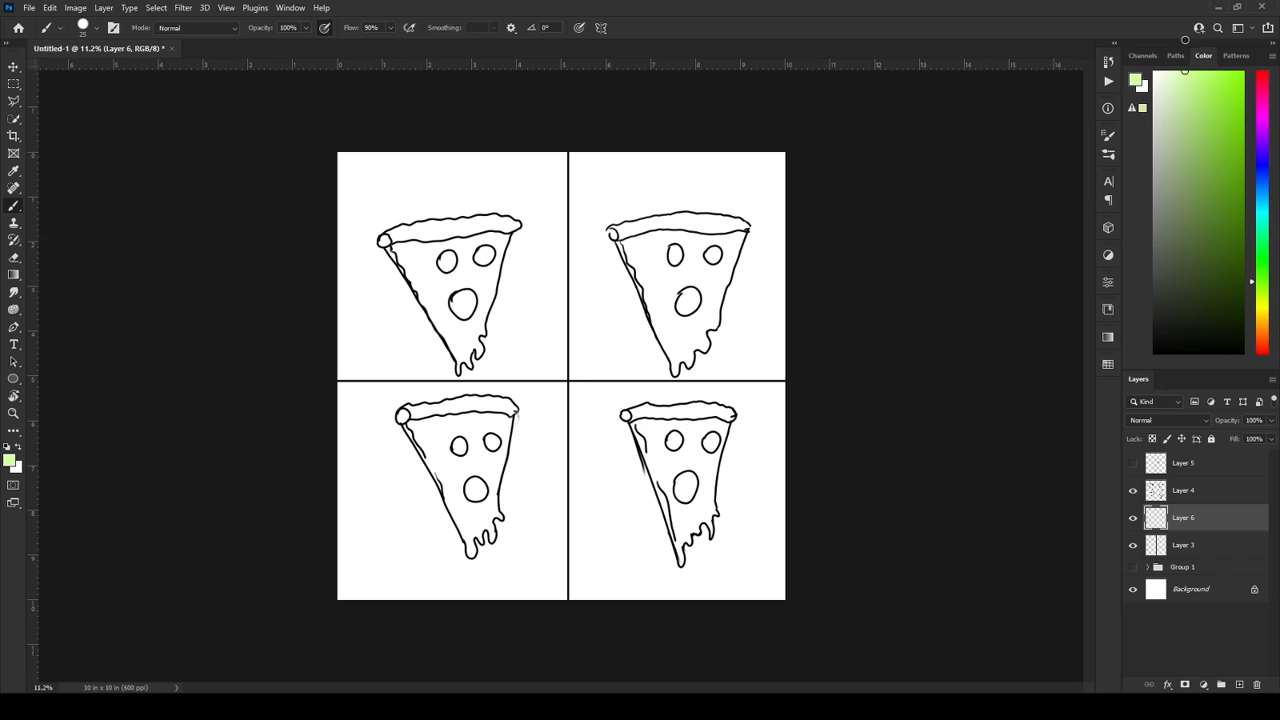 Ps File Edit Image Layer Type Select Filter 3D View Plugins Window Help
25 Mode: Normal Opacity: 100% Flow: 90% Smoothing: 0°
Untitled-1 @ 11.2% (Layer 6, RGB/8) *
Channels Paths Color Patterns
Layers
Kind
Normal Opacity: 100%
Lock: Fill: 100%
Layer 5
Layer 4
Layer 6
Layer 3
Group 1
Background
11.2% 10 in x 10 in (600 ppi)